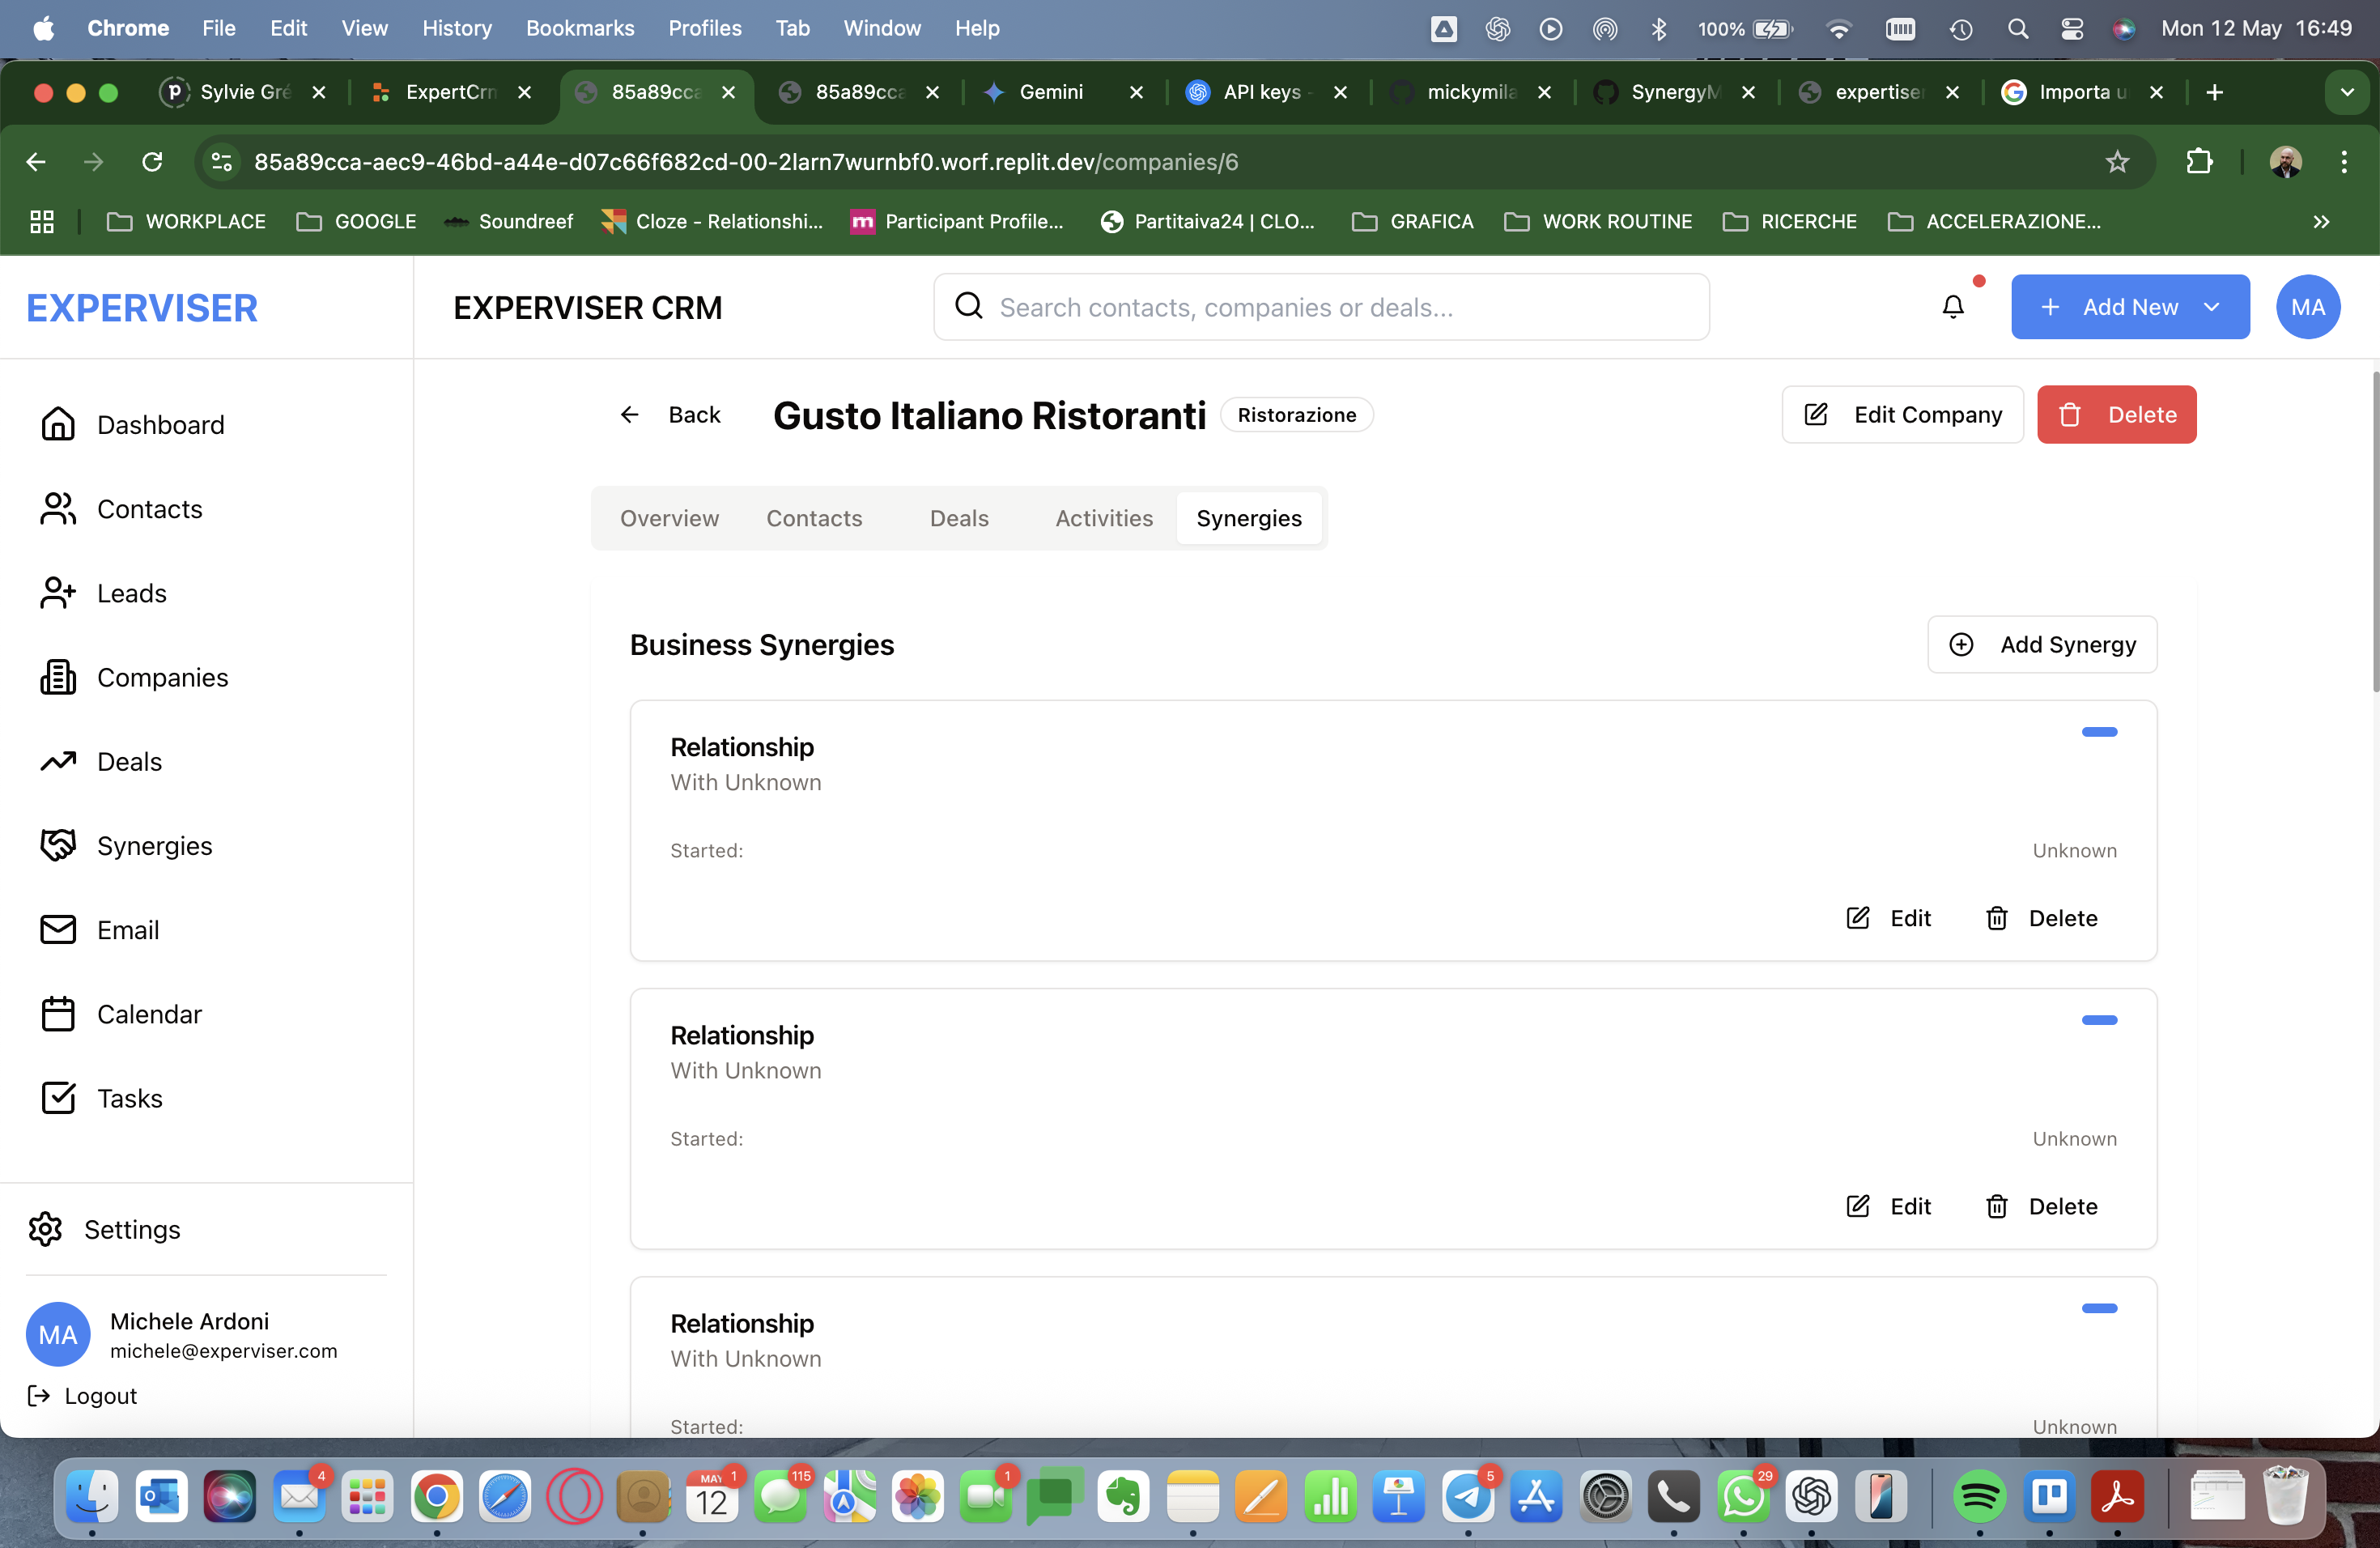 Chrome File Edit View History Bookmarks Profiles Tab Window Help 100% Mon 12 May 16:49
Sylvie Gré ExpertCrm 85a89cca 85a89cca Gemini API keys - mickymila SynergyM expertiser Importa u
85a89cca-aec9-46bd-a44e-d07c66f682cd-00-2larn7wurnbf0.worf.replit.dev/companies/6
WORKPLACE GOOGLE Soundreef Cloze - Relationshi... Participant Profile... Partitaiva24 | CLO... GRAFICA WORK ROUTINE RICERCHE ACCELERAZIONE...
EXPERVISER
EXPERVISER CRM
Search contacts, companies or deals...
Add New
MA
Dashboard
Contacts
Leads
Companies
Deals
Synergies
Email
Calendar
Tasks
Settings
MA
Michele Ardoni
michele@experviser.com
Logout
Back
Gusto Italiano Ristoranti
Ristorazione
Edit Company
Delete
Overview Contacts Deals Activities Synergies
Business Synergies
Add Synergy
Relationship
With Unknown
Started: Unknown
Edit Delete
Relationship
With Unknown
Started: Unknown
Edit Delete
Relationship
With Unknown
Started: Unknown
4 MAY 12 1 115 1 5 29